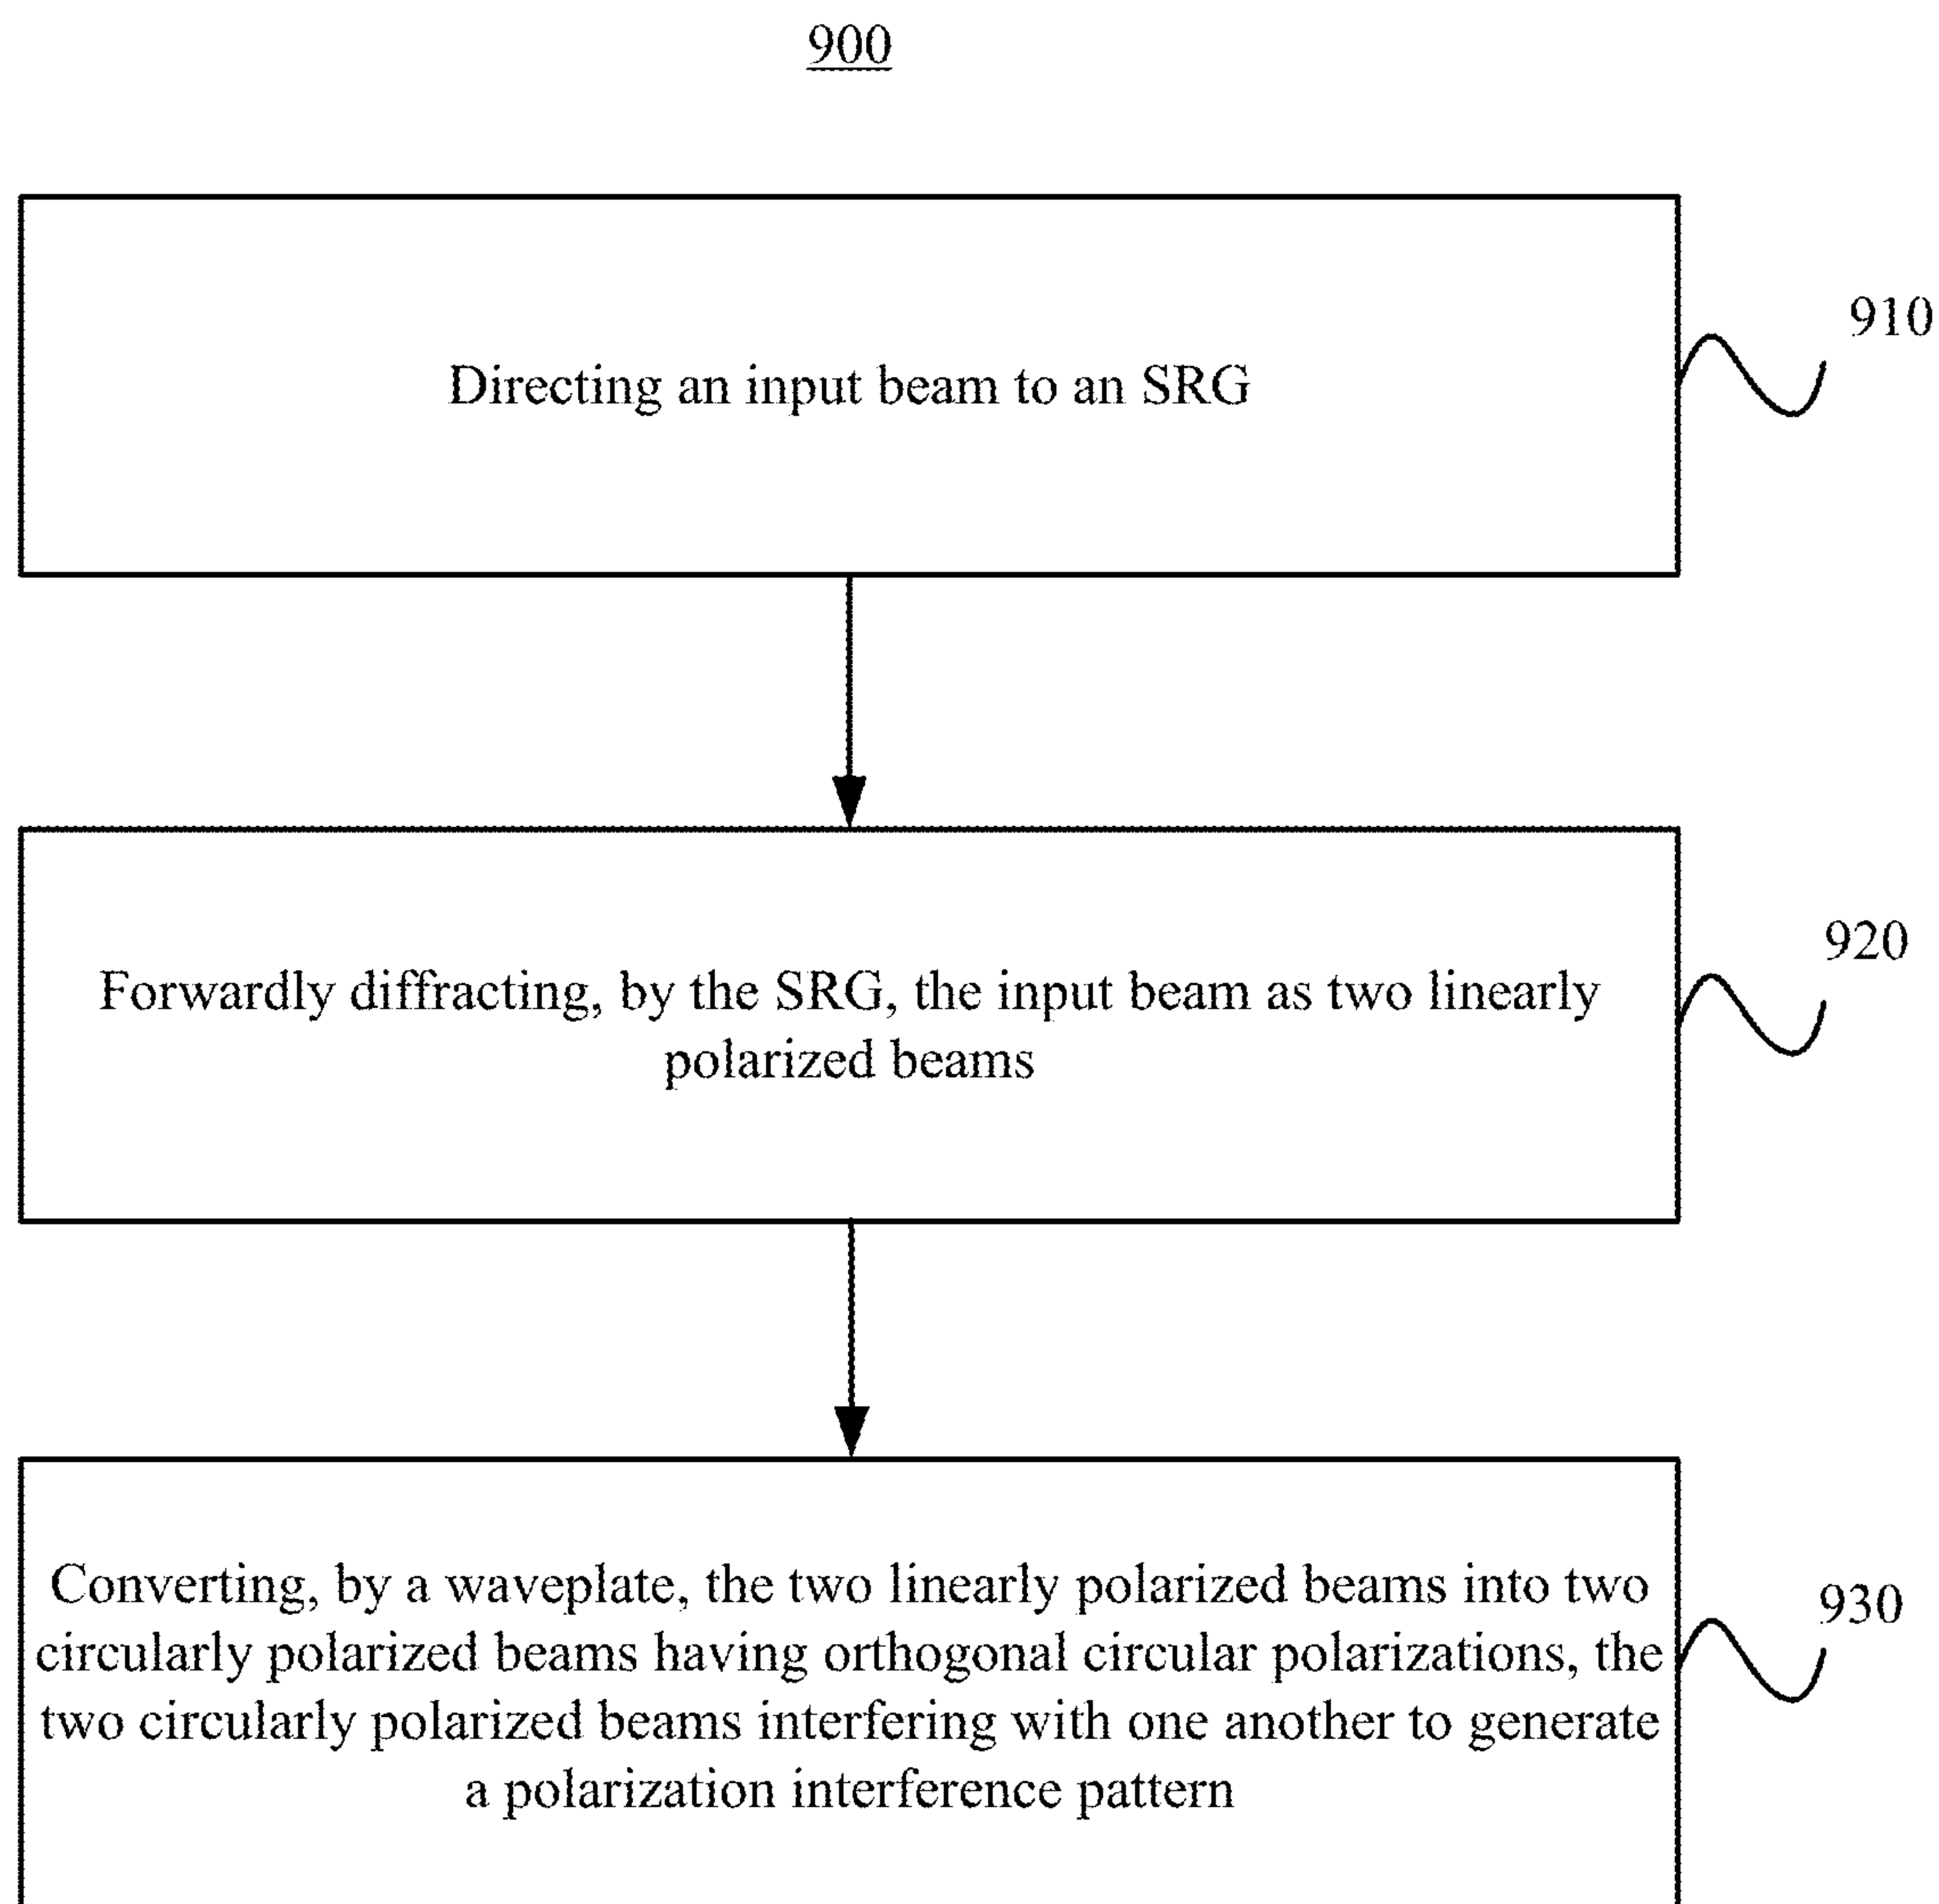 900
Directing an input beam to an SRG
910
Forwardly diffracting, by the SRG, the input beam as two linearly
polarized beams
920
Converting, by a waveplate, the two linearly polarized beams into two
circularly polarized beams having orthogonal circular polarizations, the
two circularly polarized beams interfering with one another to generate
a polarization interference pattern
930